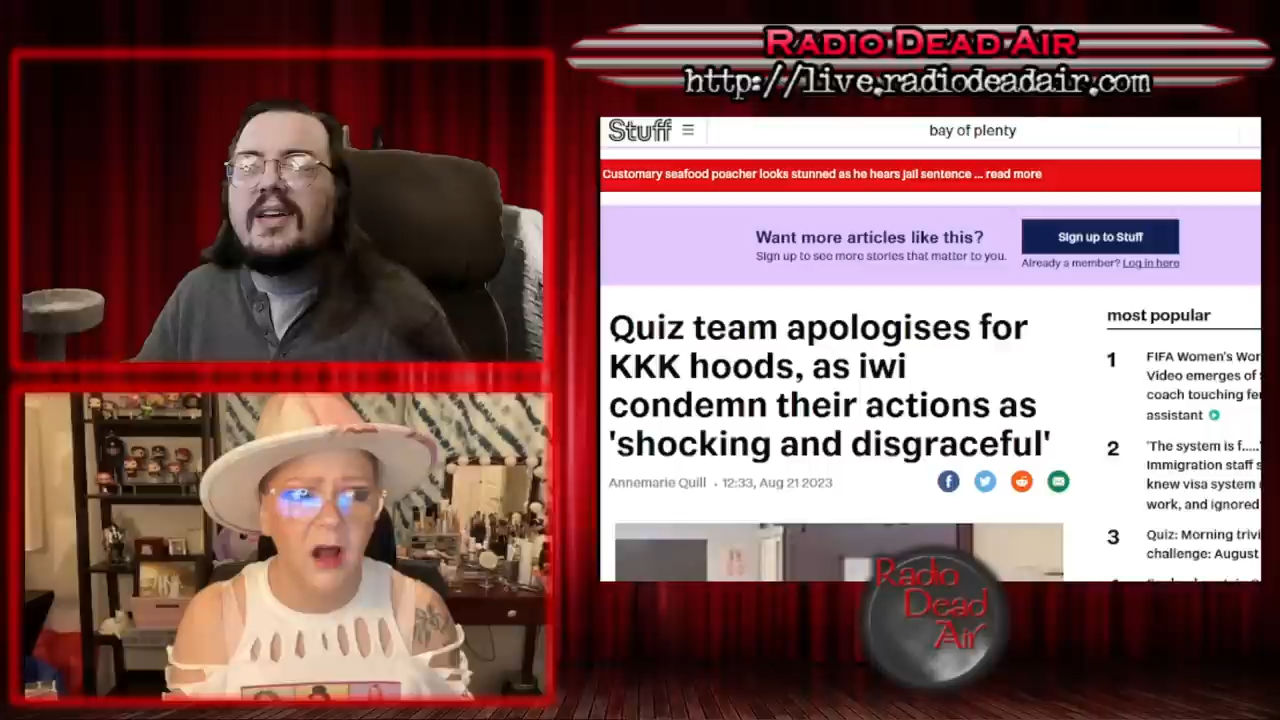 RADIO DEAD AIR
http://live.radiodeadair.com
Stuff
bay of plenty
Customary seafood poacher looks stunned as he hears jail sentence ... read more
Want more articles like this?
Sign up to see more stories that matter to you.
Sign up to Stuff
Already a member? Log in here
Quiz team apologises for
KKK hoods, as iwi
condemn their actions as
'shocking and disgraceful'
Annemarie Quill • 12:33, Aug 21 2023
most popular
1
FIFA Women's Wor
Video emerges of
coach touching fe
assistant
2
'The system is f.....'
Immigration staff s
knew visa system
work, and ignored
3
Quiz: Morning trivi
challenge: August
Radio
Dead
Air